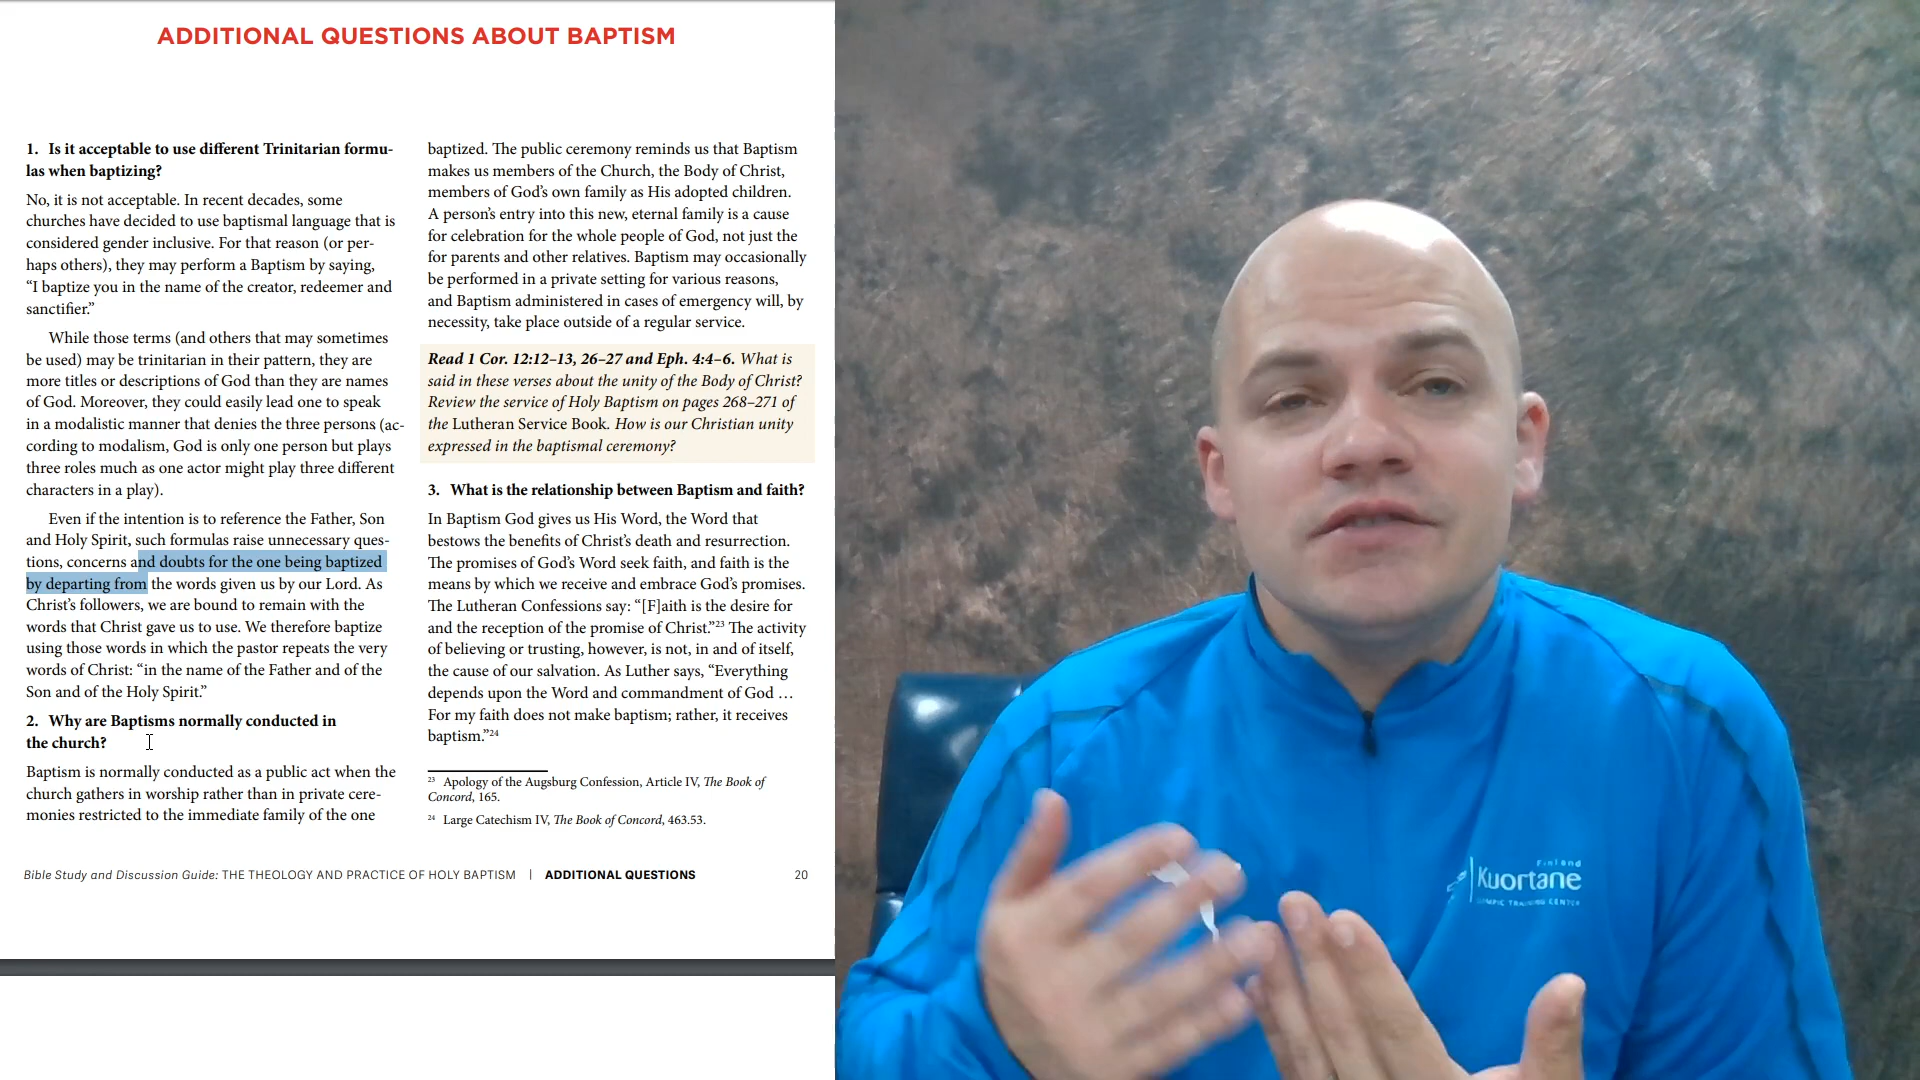 ADDITIONAL QUESTIONS ABOUT BAPTISM
1. Is it acceptable to use different Trinitarian formu-
las when baptizing?
No, it is not acceptable. In recent decades, some
churches have decided to use baptismal language that is
considered gender inclusive. For that reason (or per-
haps others), they may perform a Baptism by saying,
“I baptize you in the name of the creator, redeemer and
sanctifier.”
While those terms (and others that may sometimes
be used) may be trinitarian in their pattern, they are
more titles or descriptions of God than they are names
of God. Moreover, they could easily lead one to speak
in a modalistic manner that denies the three persons (ac-
cording to modalism, God is only one person but plays
three roles much as one actor might play three different
characters in a play).
Even if the intention is to reference the Father, Son
and Holy Spirit, such formulas raise unnecessary ques-
tions, concerns and doubts for the one being baptized
by departing from the words given us by our Lord. As
Christ’s followers, we are bound to remain with the
words that Christ gave us to use. We therefore baptize
using those words in which the pastor repeats the very
words of Christ: “in the name of the Father and of the
Son and of the Holy Spirit.”
2. Why are Baptisms normally conducted in
the church?
Baptism is normally conducted as a public act when the
church gathers in worship rather than in private cere-
monies restricted to the immediate family of the one
baptized. The public ceremony reminds us that Baptism
makes us members of the Church, the Body of Christ,
members of God’s own family as His adopted children.
A person’s entry into this new, eternal family is a cause
for celebration for the whole people of God, not just the
for parents and other relatives. Baptism may occasionally
be performed in a private setting for various reasons,
and Baptism administered in cases of emergency will, by
necessity, take place outside of a regular service.
Read 1 Cor. 12:12–13, 26–27 and Eph. 4:4–6. What is
said in these verses about the unity of the Body of Christ?
Review the service of Holy Baptism on pages 268–271 of
the Lutheran Service Book. How is our Christian unity
expressed in the baptismal ceremony?
3. What is the relationship between Baptism and faith?
In Baptism God gives us His Word, the Word that
bestows the benefits of Christ’s death and resurrection.
The promises of God’s Word seek faith, and faith is the
means by which we receive and embrace God’s promises.
The Lutheran Confessions say: “[F]aith is the desire for
and the reception of the promise of Christ.”23 The activity
of believing or trusting, however, is not, in and of itself,
the cause of our salvation. As Luther says, “Everything
depends upon the Word and commandment of God …
For my faith does not make baptism; rather, it receives
baptism.”24
23 Apology of the Augsburg Confession, Article IV, The Book of
Concord, 165.
24 Large Catechism IV, The Book of Concord, 463.53.
Bible Study and Discussion Guide: THE THEOLOGY AND PRACTICE OF HOLY BAPTISM | ADDITIONAL QUESTIONS 20
Finland
Kuortane
OLYMPIC TRAINING CENTER